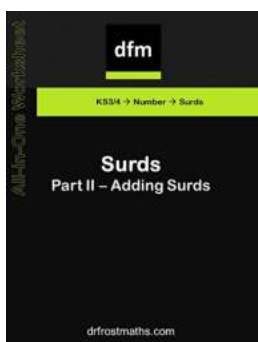 dfm
KS3/4 → Number → Surds
All-in-One Worksheet
Surds
Part II – Adding Surds
drfrostmaths.com